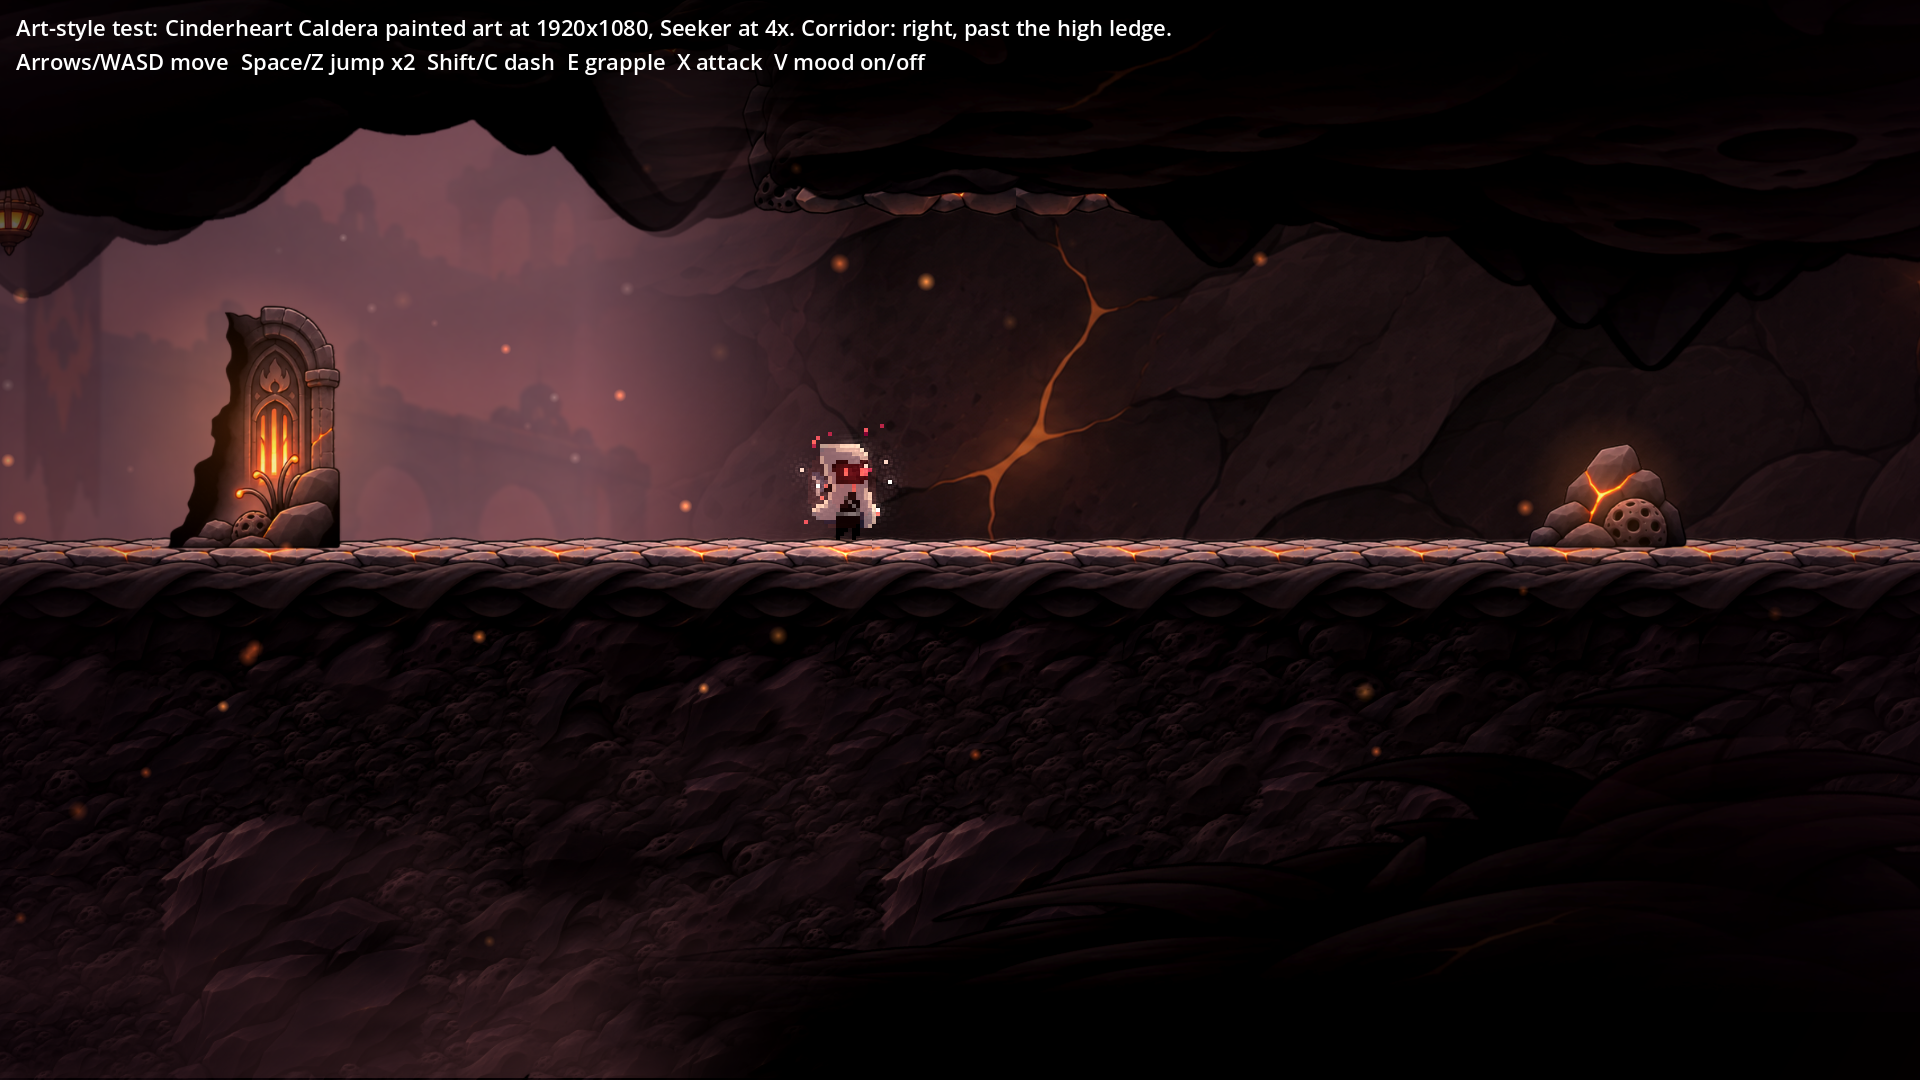 Art-style test: Cinderheart Caldera painted art at 1920x1080, Seeker at 4x. Corridor: right, past the high ledge.
Arrows/WASD move  Space/Z jump x2  Shift/C dash  E grapple  X attack  V mood on/off